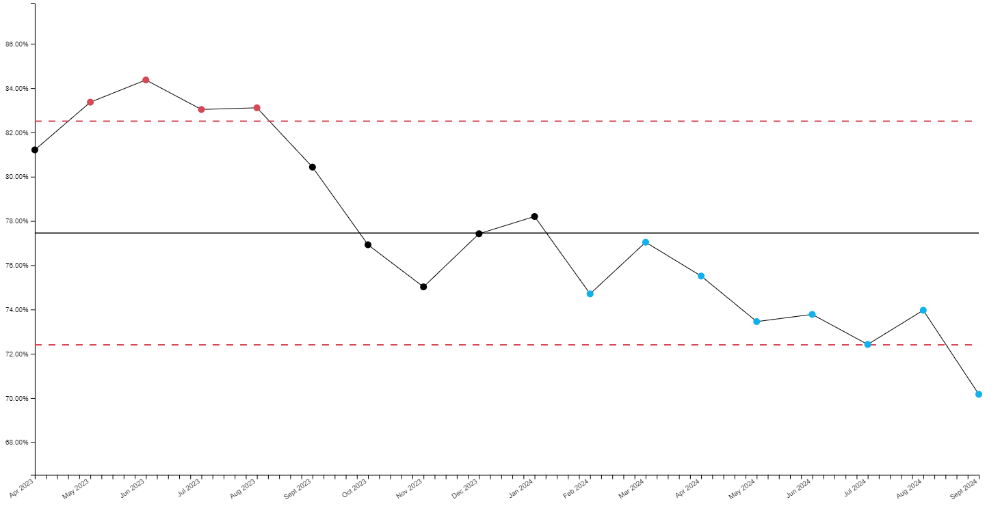 86.00%
84.00%
82.00%
80.00%
78.00%
76.00%
74.00%
72.00%
70.00%
68.00%
Apr 2023
May 2023
Jun 2023
Jul 2023
Aug 2023
Sept 2023
Oct 2023
Nov 2023
Dec 2023
Jan 2024
Feb 2024
Mar 2024
Apr 2024
May 2024
Jun 2024
Jul 2024
Aug 2024
Sept 2024